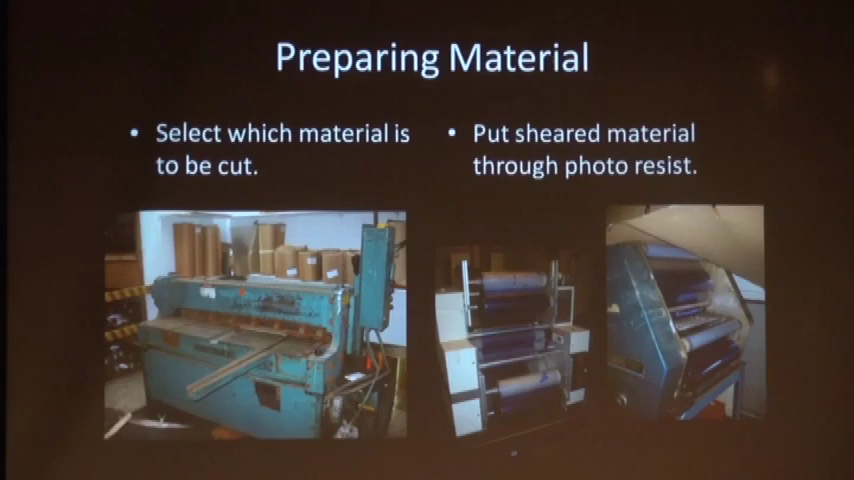 Preparing Material
• Select which material is
to be cut.
• Put sheared material
through photo resist.